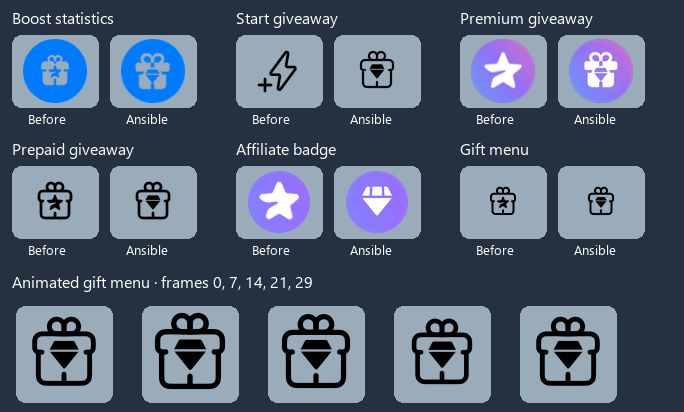 Boost statistics
Start giveaway
Premium giveaway
Before
Ansible
Before
Ansible
Before
Ansible
Prepaid giveaway
Affiliate badge
Gift menu
Before
Ansible
Before
Ansible
Before
Ansible
Animated gift menu · frames 0, 7, 14, 21, 29